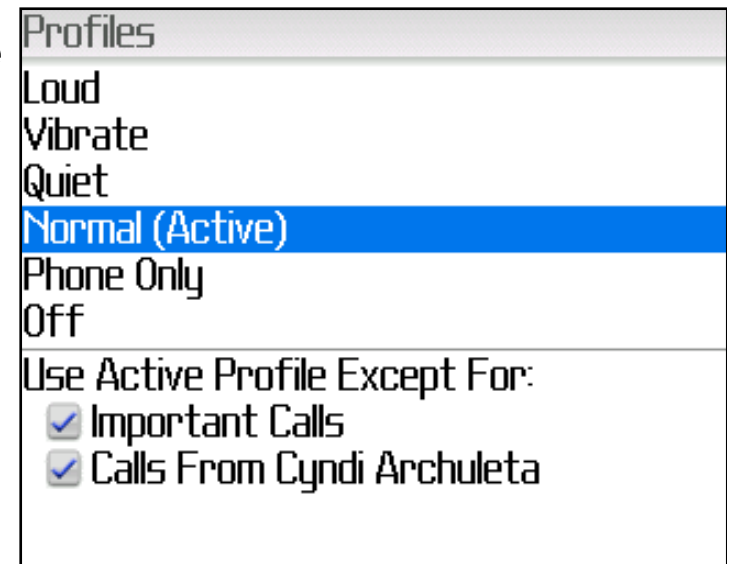 Profiles
Loud
Vibrate
Quiet
Normal (Active)
Phone Only
Off
Use Active Profile Except For:
Important Calls
Calls From Cyndi Archuleta